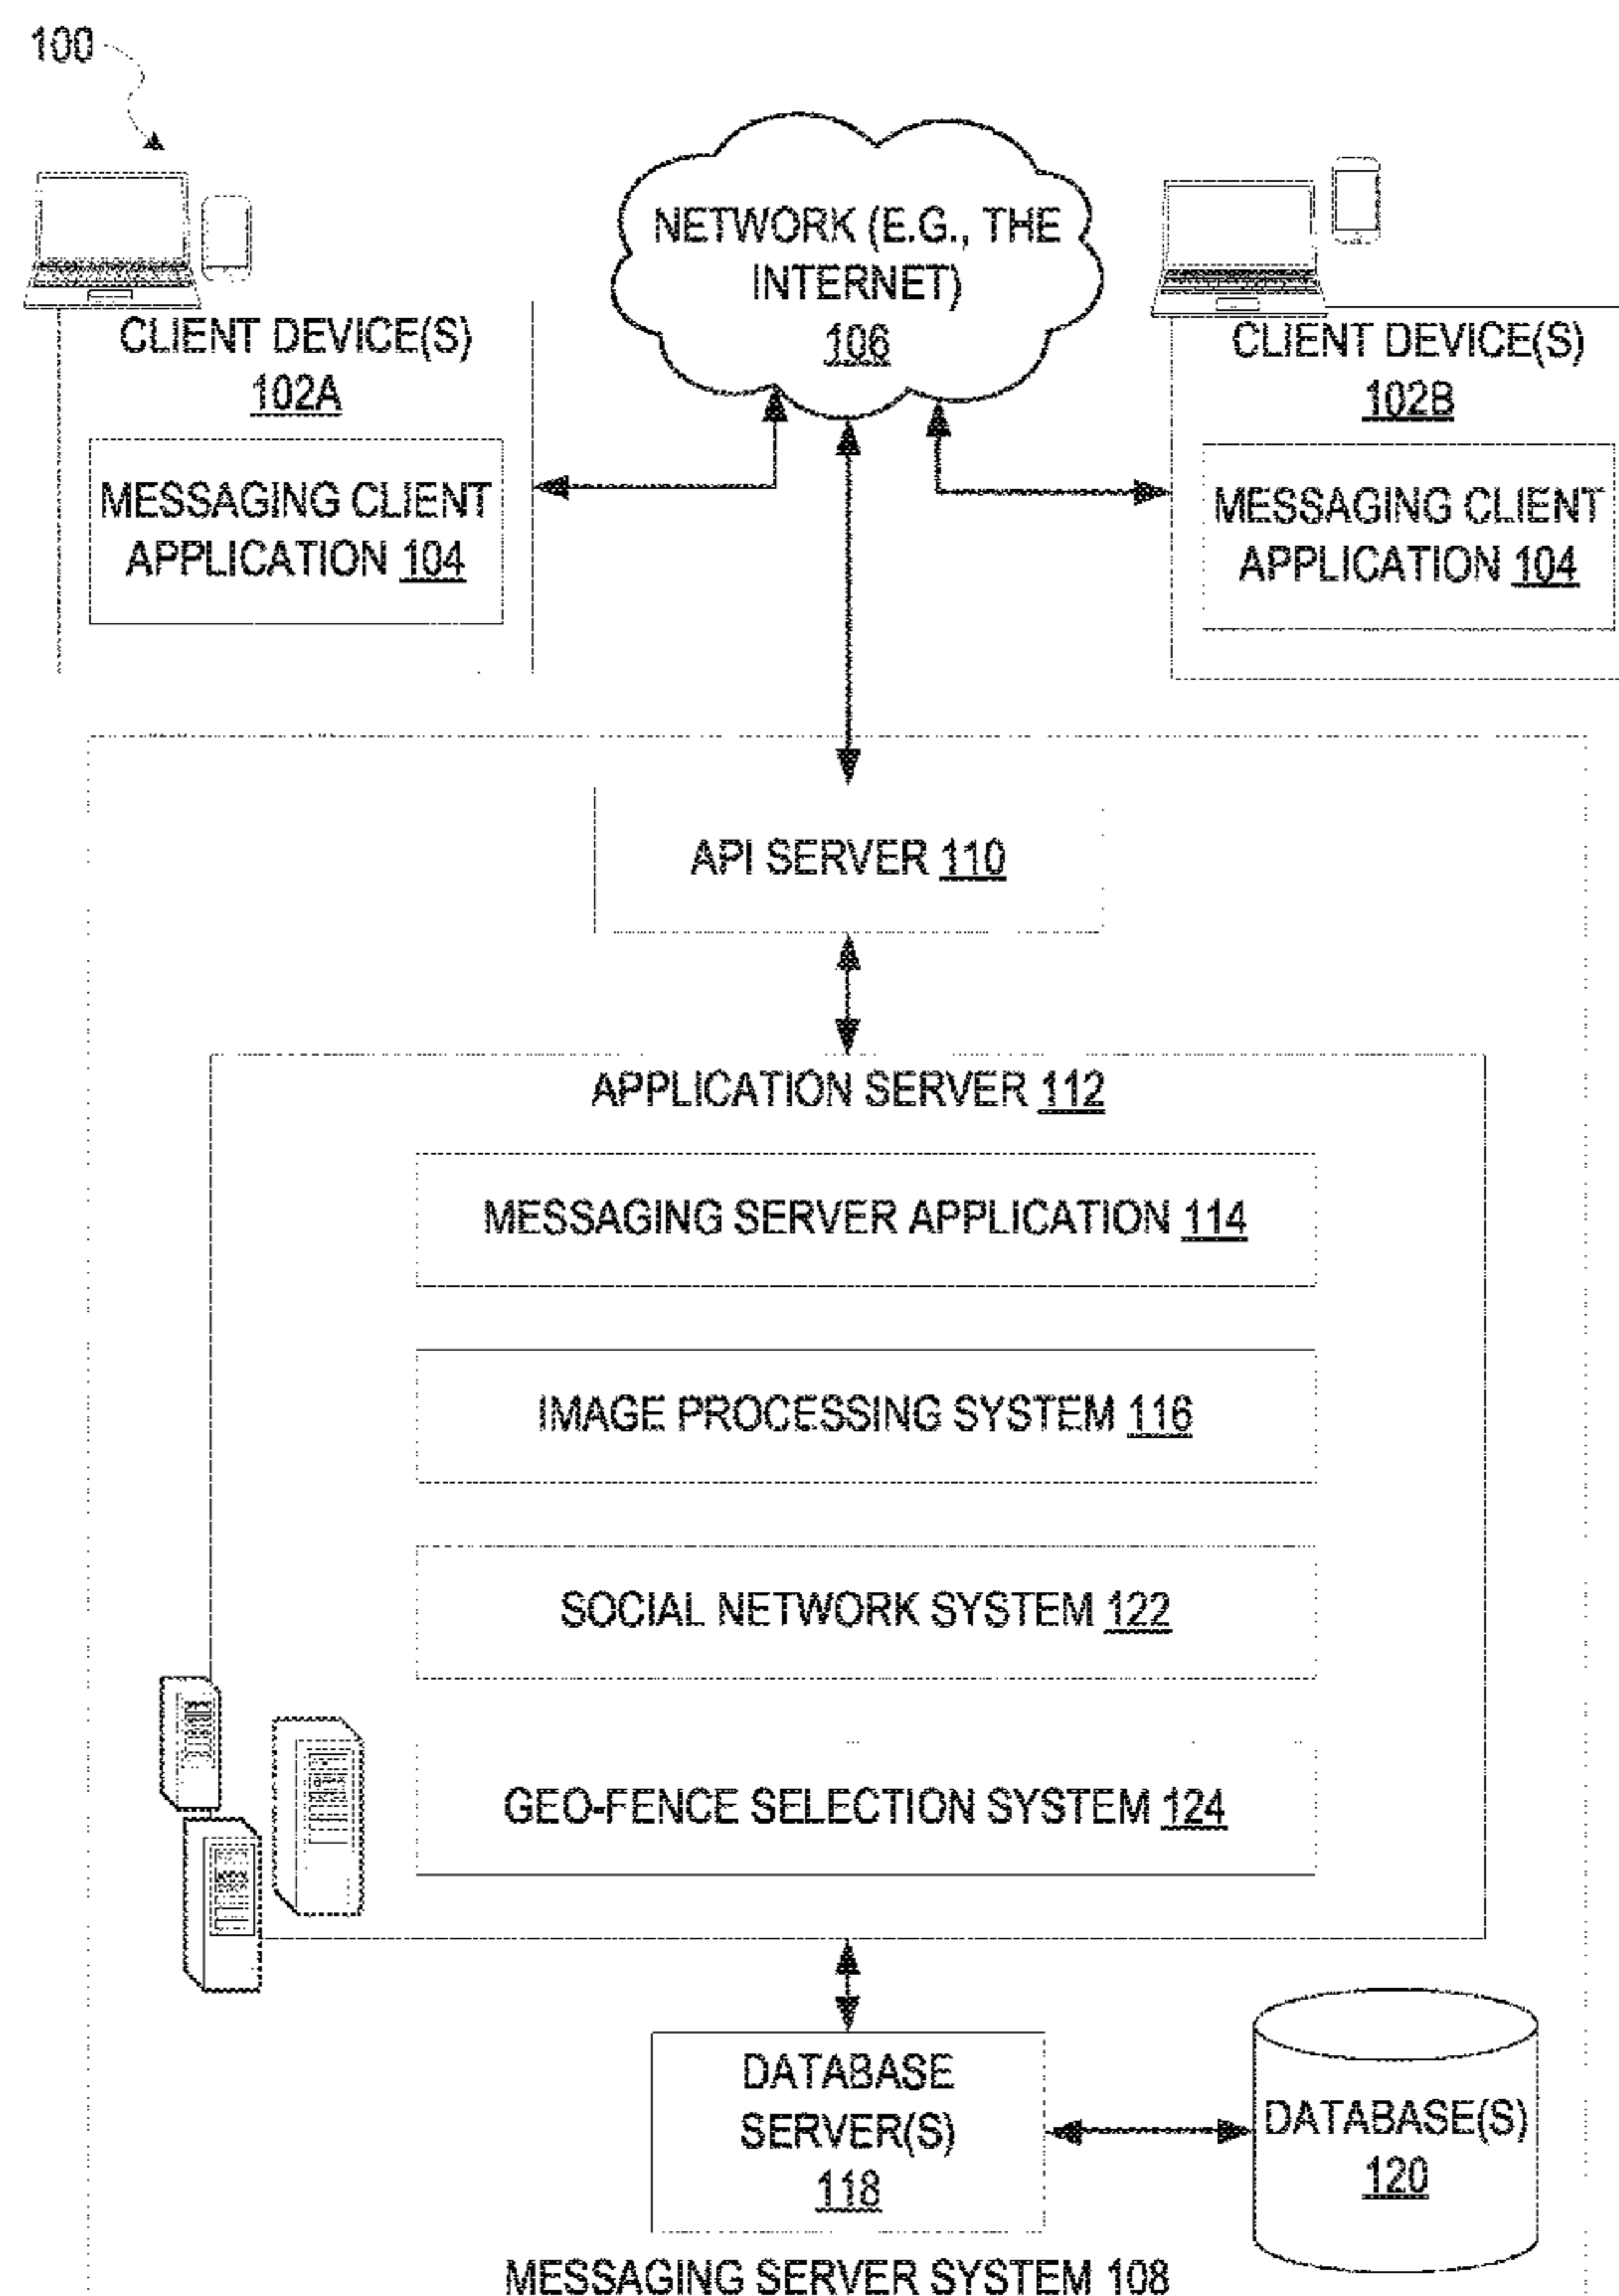 100
NETWORK (E.G., THE
INTERNET)
106
CLIENT DEVICE(S)
102A
MESSAGING CLIENT
APPLICATION 104
CLIENT DEVICE(S)
102B
MESSAGING CLIENT
APPLICATION 104
API SERVER 110
APPLICATION SERVER 112
MESSAGING SERVER APPLICATION 114
IMAGE PROCESSING SYSTEM 116
SOCIAL NETWORK SYSTEM 122
GEO-FENCE SELECTION SYSTEM 124
DATABASE
SERVER(S)
118
DATABASE(S)
120
MESSAGING SERVER SYSTEM 108